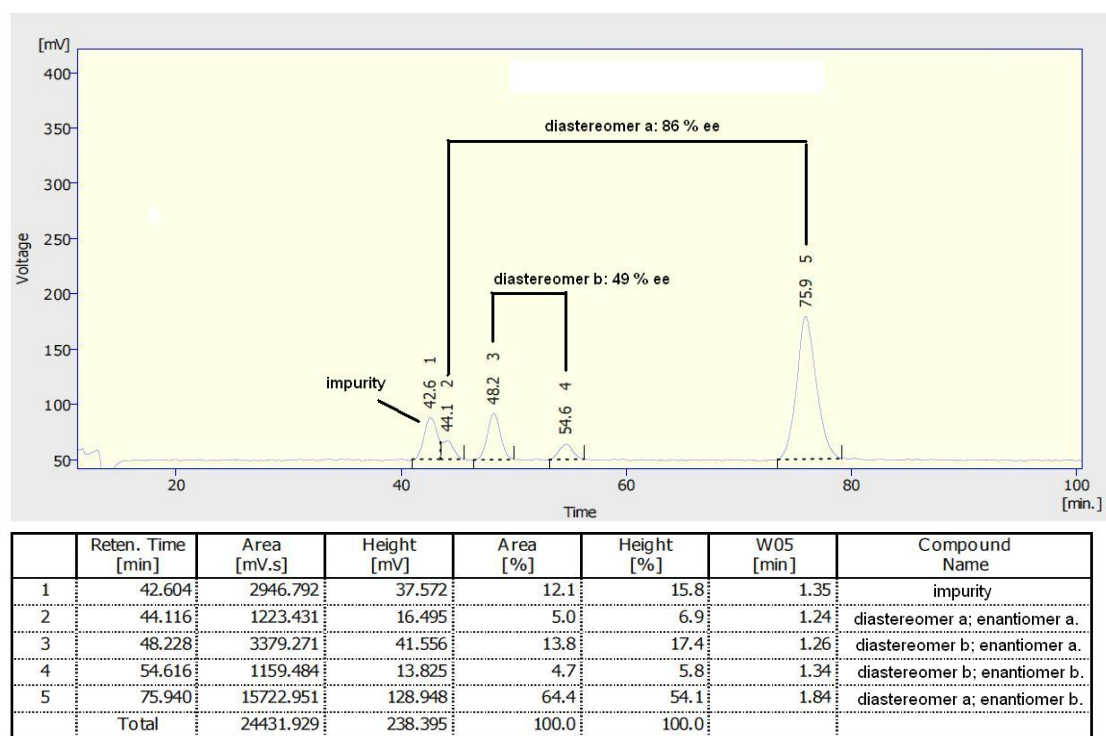 [mV]
400
350
300
250
200
150
100
50
Voltage
diastereomer a: 86 % ee
diastereomer b: 49 % ee
impurity
42.6 1
44.1 2
48.2 3
54.6 4
75.9 5
20 40 60 80 100
Time
[min.]
Reten. Time Area Height Area Height W05 Compound
[min] [mV.s] [mV] [%] [%] [min] Name
1 42.604 2946.792 37.572 12.1 15.8 1.35 impurity
2 44.116 1223.431 16.495 5.0 6.9 1.24 diastereomer a; enantiomer a.
3 48.228 3379.271 41.556 13.8 17.4 1.26 diastereomer b; enantiomer a.
4 54.616 1159.484 13.825 4.7 5.8 1.34 diastereomer b; enantiomer b.
5 75.940 15722.951 128.948 64.4 54.1 1.84 diastereomer a; enantiomer b.
Total 24431.929 238.395 100.0 100.0